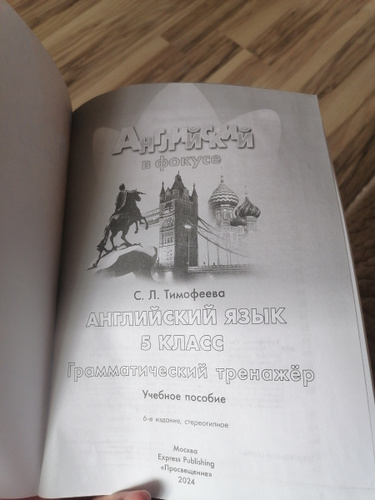 Английский
в фокусе
С. Л. Тимофеева
АНГЛИЙСКИЙ ЯЗЫК
5 КЛАСС
Грамматический тренажёр
Учебное пособие
6-е издание, стереотипное
Москва
Express Publishing
«Просвещение»
2024